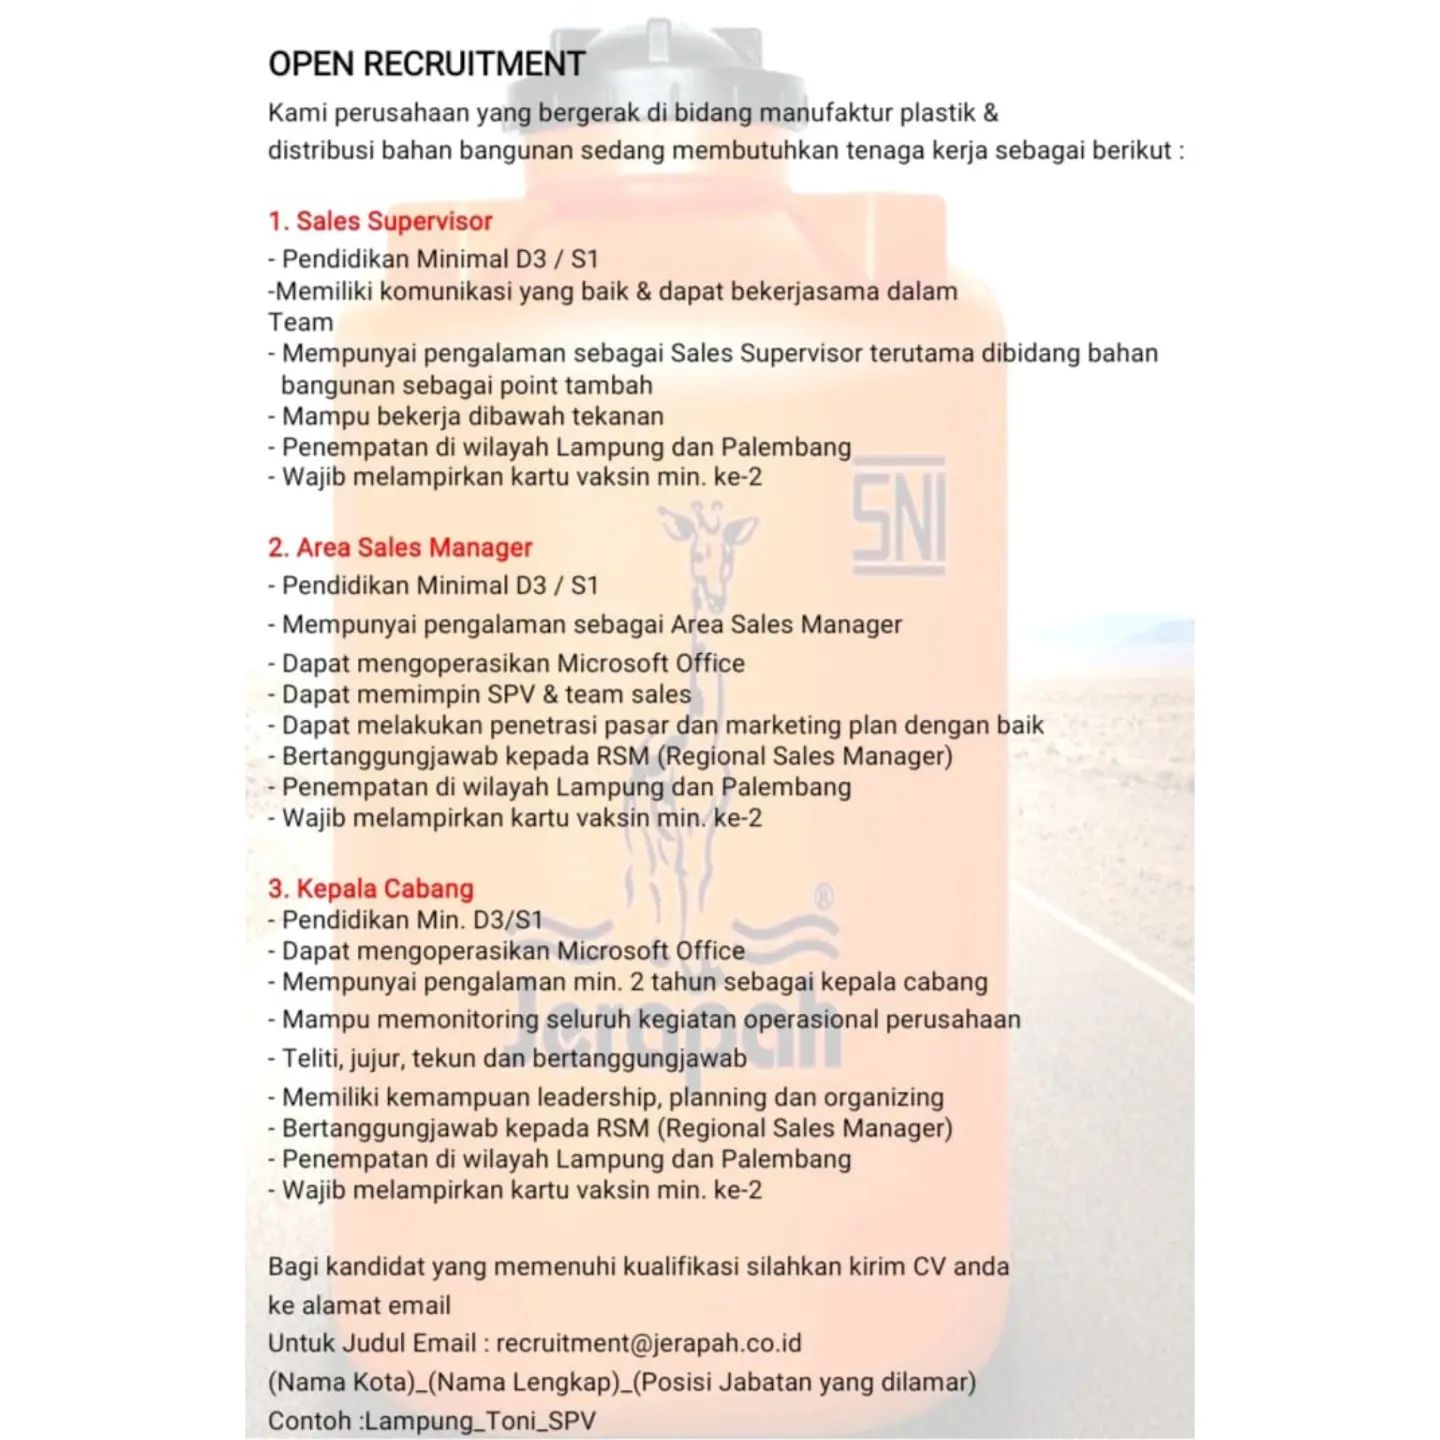 OPEN RECRUITMENT
Kami perusahaan yang bergerak di bidang manufaktur plastik &
distribusi bahan bangunan sedang membutuhkan tenaga kerja sebagai berikut :
1. Sales Supervisor
- Pendidikan Minimal D3 / S1
-Memiliki komunikasi yang baik & dapat bekerjasama dalam
Team
- Mempunyai pengalaman sebagai Sales Supervisor terutama dibidang bahan
bangunan sebagai point tambah
- Mampu bekerja dibawah tekanan
- Penempatan di wilayah Lampung dan Palembang
- Wajib melampirkan kartu vaksin min. ke-2
SNI
2. Area Sales Manager
- Pendidikan Minimal D3 / S1
- Mempunyai pengalaman sebagai Area Sales Manager
- Dapat mengoperasikan Microsoft Office
- Dapat memimpin SPV & team sales
- Dapat melakukan penetrasi pasar dan marketing plan dengan baik
- Bertanggungjawab kepada RSM (Regional Sales Manager)
- Penempatan di wilayah Lampung dan Palembang
- Wajib melampirkan kartu vaksin min. ke-2
3. Kepala Cabang
®
- Pendidikan Min. D3/S1
- Dapat mengoperasikan Microsoft Office
- Mempunyai pengalaman min. 2 tahun sebagai kepala cabang
- Mampu memonitoring seluruh kegiatan operasional perusahaan
Jerapah
- Teliti, jujur, tekun dan bertanggungjawab
- Memiliki kemampuan leadership, planning dan organizing
- Bertanggungjawab kepada RSM (Regional Sales Manager)
- Penempatan di wilayah Lampung dan Palembang
- Wajib melampirkan kartu vaksin min. ke-2
Bagi kandidat yang memenuhi kualifikasi silahkan kirim CV anda
ke alamat email
Untuk Judul Email : recruitment@jerapah.co.id
(Nama Kota)_(Nama Lengkap)_(Posisi Jabatan yang dilamar)
Contoh :Lampung_Toni_SPV